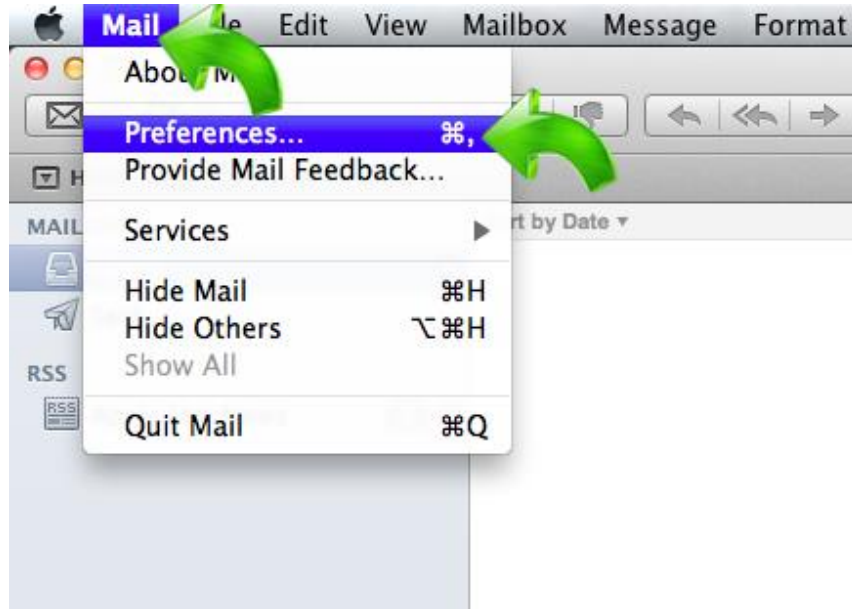 Mail Edit View Mailbox Message Format
Preferences... ⌘,
Provide Mail Feedback...
MAIL
Services
by Date ▾
Hide Mail ⌘H
Hide Others ⌥⌘H
Show All
RSS
RSS
Quit Mail ⌘Q